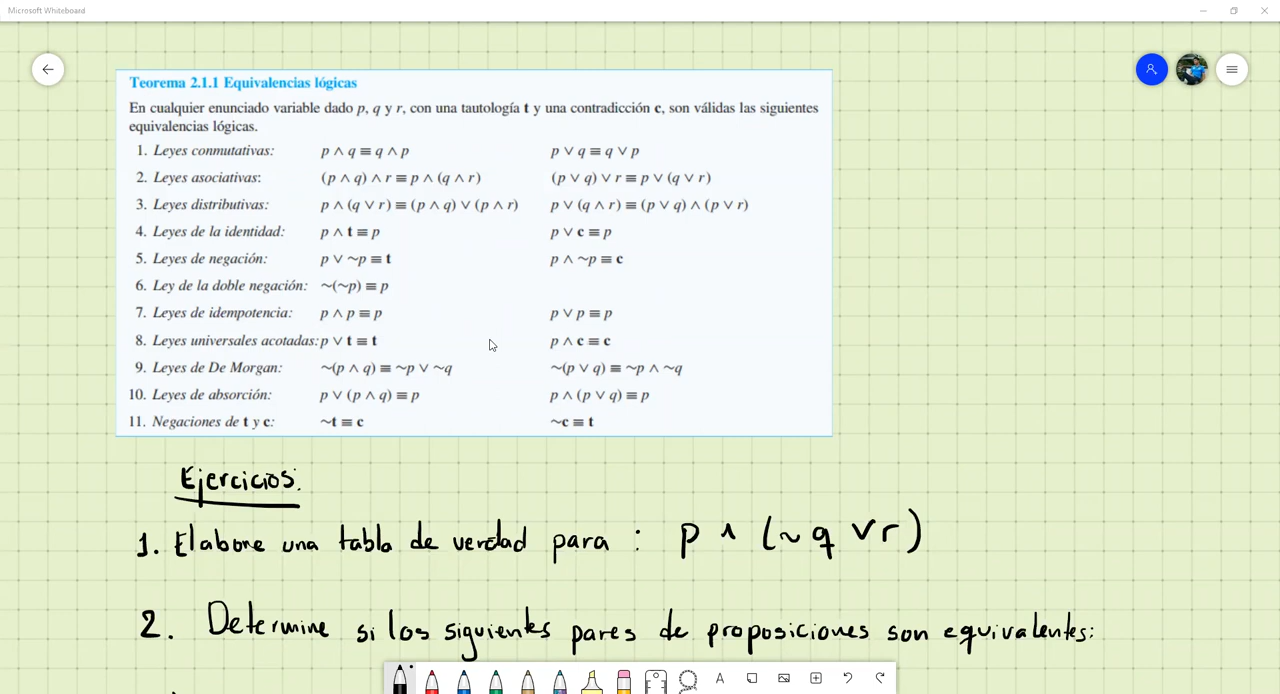 Microsoft Whiteboard
Teorema 2.1.1 Equivalencias lógicas
En cualquier enunciado variable dado p, q y r, con una tautología t y una contradicción c, son válidas las siguientes
equivalencias lógicas.
1. Leyes conmutativas: p ∧ q ≡ q ∧ p p ∨ q ≡ q ∨ p
2. Leyes asociativas: (p ∧ q) ∧ r ≡ p ∧ (q ∧ r) (p ∨ q) ∨ r ≡ p ∨ (q ∨ r)
3. Leyes distributivas: p ∧ (q ∨ r) ≡ (p ∧ q) ∨ (p ∧ r) p ∨ (q ∧ r) ≡ (p ∨ q) ∧ (p ∨ r)
4. Leyes de la identidad: p ∧ t ≡ p p ∨ c ≡ p
5. Leyes de negación: p ∨ ~p ≡ t p ∧ ~p ≡ c
6. Ley de la doble negación: ~(~p) ≡ p
7. Leyes de idempotencia: p ∧ p ≡ p p ∨ p ≡ p
8. Leyes universales acotadas: p ∨ t ≡ t p ∧ c ≡ c
9. Leyes de De Morgan: ~(p ∧ q) ≡ ~p ∨ ~q ~(p ∨ q) ≡ ~p ∧ ~q
10. Leyes de absorción: p ∨ (p ∧ q) ≡ p p ∧ (p ∨ q) ≡ p
11. Negaciones de t y c: ~t ≡ c ~c ≡ t
Ejercicios:
1. Elabore una tabla de verdad para : p ∧ (~q ∨ r)
2. Determine si los siguientes pares de proposiciones son equivalentes: